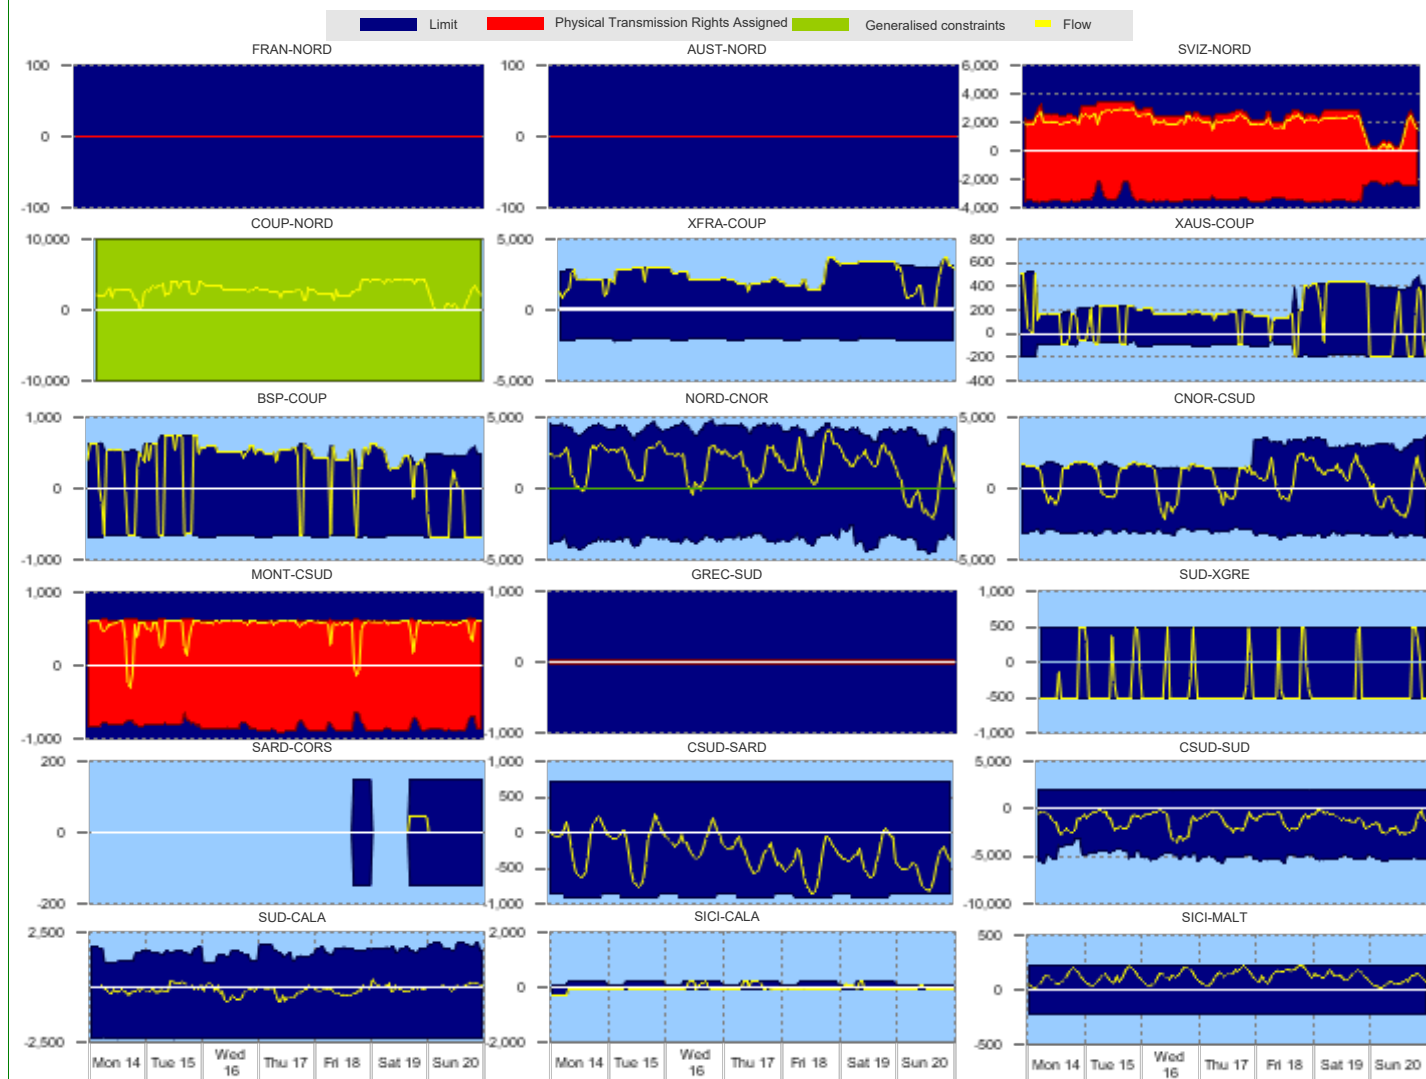 Limit Physical Transmission Rights Assigned Generalised constraints Flow
FRAN-NORD AUST-NORD SVIZ-NORD
100 100 6,000
4,000
0 0 2,000
0
-2,000
-100 -100 -4,000
COUP-NORD XFRA-COUP XAUS-COUP
10,000 5,000 800
600
400
200
0 0 0
-200
-10,000 -5,000 -400
BSP-COUP NORD-CNOR CNOR-CSUD
1,000 5,000 5,000
0 0 0
-1,000 -5,000 -5,000
MONT-CSUD GREC-SUD SUD-XGRE
1,000 1,000 1,000
500
0 0 0
-500
-1,000 -1,000 -1,000
SARD-CORS CSUD-SARD CSUD-SUD
200 1,000 5,000
500
0 0 0
-500 -5,000
-200 -1,000 -10,000
SUD-CALA SICI-CALA SICI-MALT
2,500 2,000 500
0 0 0
-2,500 -2,000 -500
Mon 14 Tue 15 Wed 16 Thu 17 Fri 18 Sat 19 Sun 20 Mon 14 Tue 15 Wed 16 Thu 17 Fri 18 Sat 19 Sun 20 Mon 14 Tue 15 Wed 16 Thu 17 Fri 18 Sat 19 Sun 20